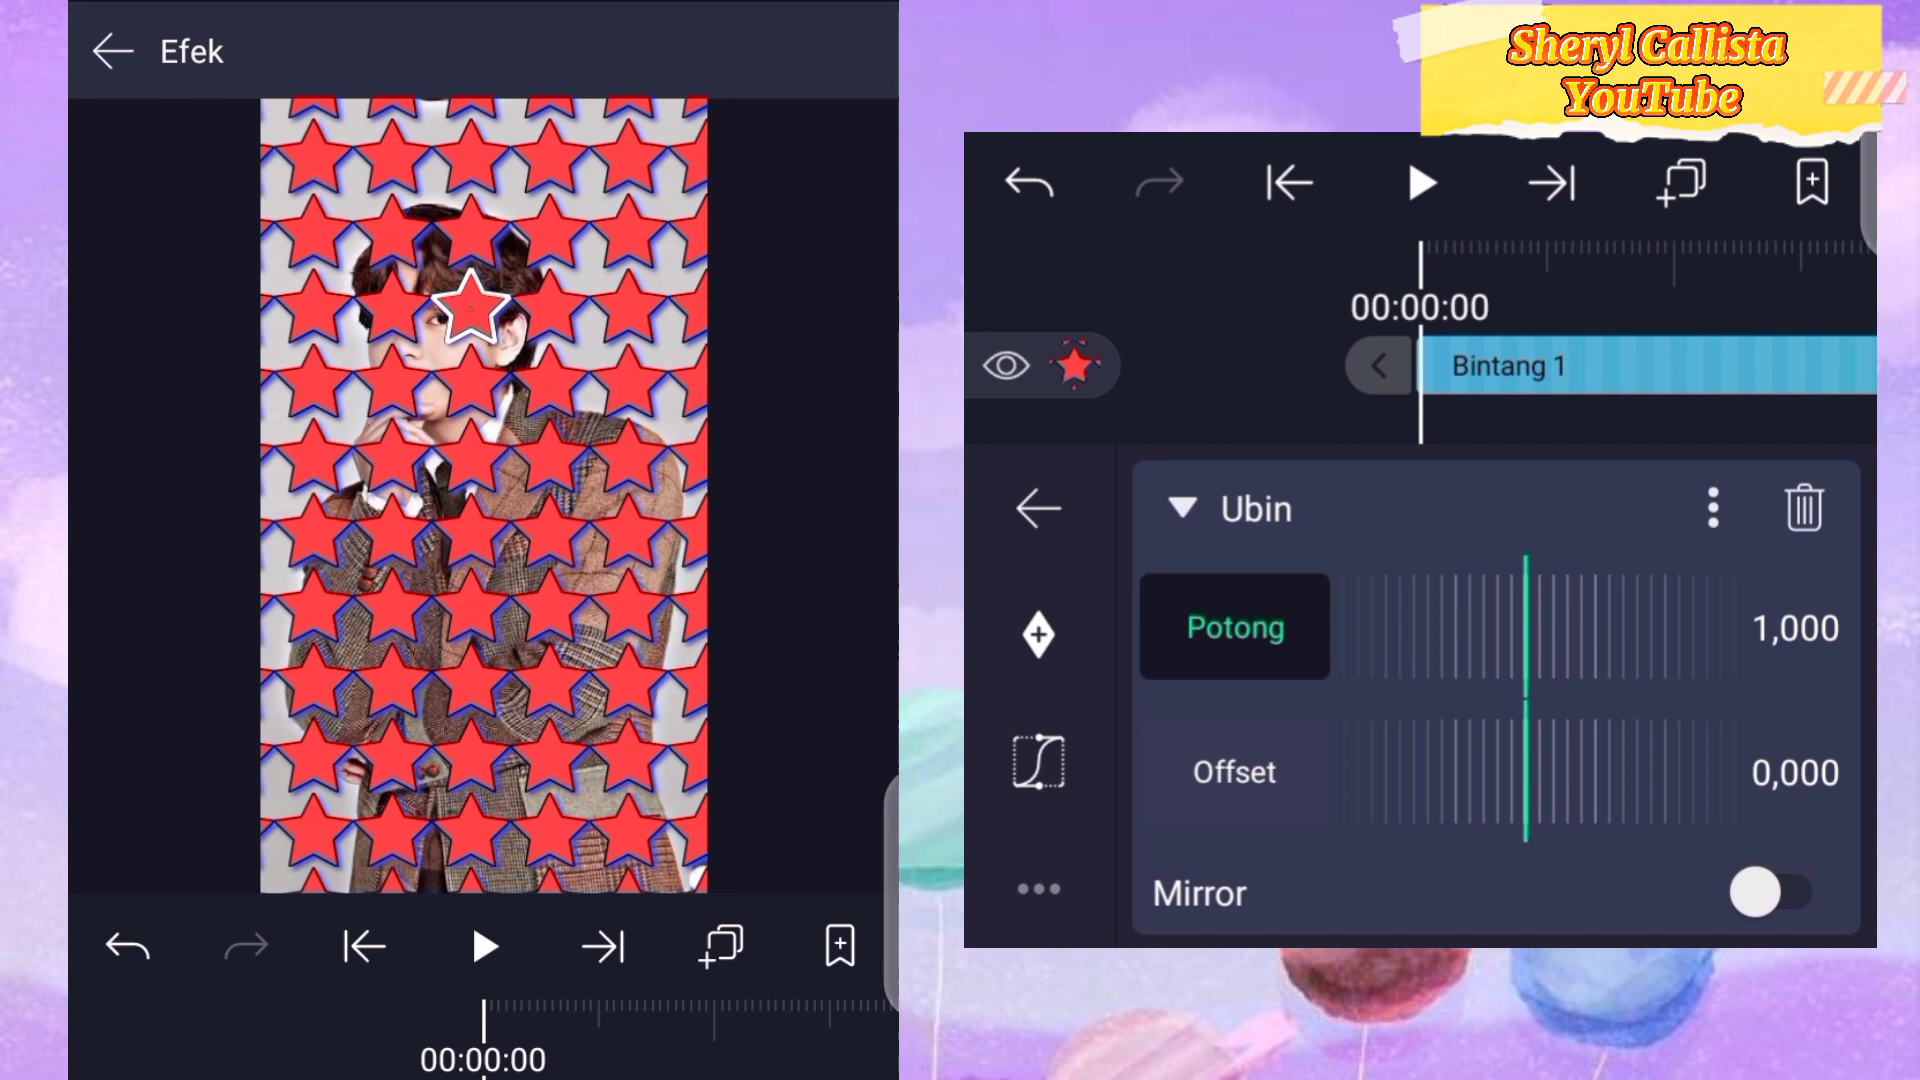 Efek
00:00:00
Sheryl Callista
YouTube
00:00:00
Bintang 1
Ubin
Potong
1,000
Offset
0,000
Mirror